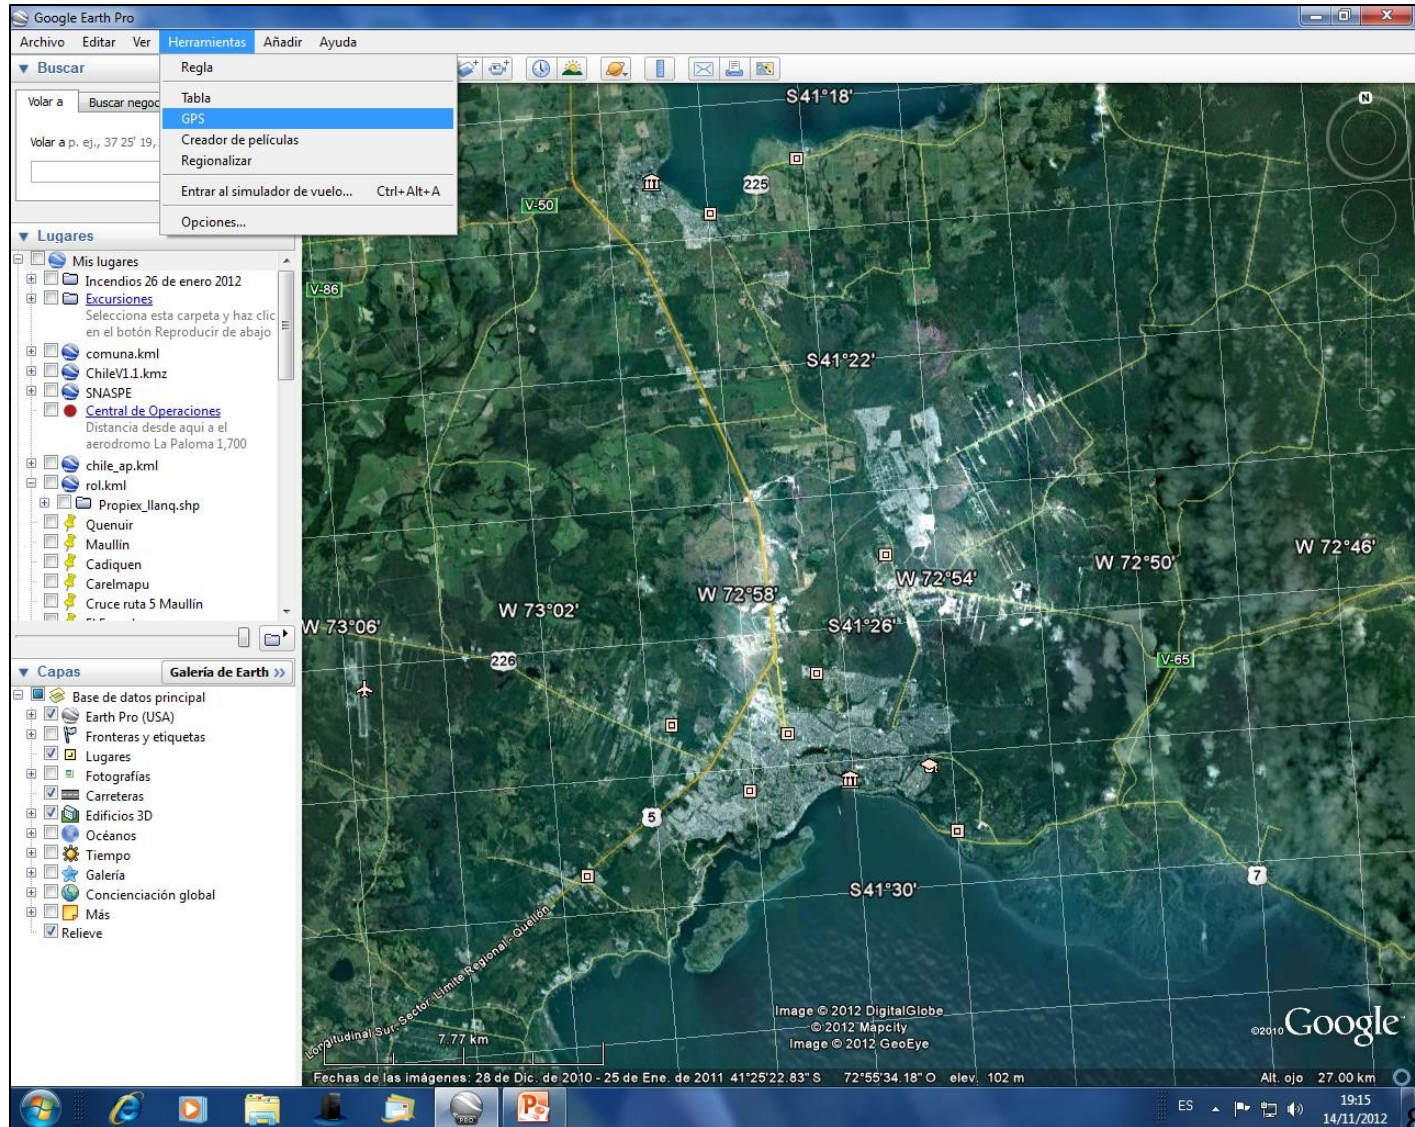 Google Earth Pro
Archivo Editar Ver Herramientas Añadir Ayuda
Buscar
Volar a Buscar negoc
Volar a p. ej., 37 25' 19,
Regla
Tabla
GPS
Creador de películas
Regionalizar
Entrar al simulador de vuelo... Ctrl+Alt+A
Opciones...
Lugares
Mis lugares
Incendios 26 de enero 2012
Excursiones
Selecciona esta carpeta y haz clic
en el botón Reproducir de abajo
comuna.kml
ChileV1.1.kmz
SNASPE
Central de Operaciones
Distancia desde aqui a el
aerodromo La Paloma 1,700
chile_ap.kml
rol.kml
Propiex_llanq.shp
Quenuir
Maullín
Cadiquen
Carelmapu
Cruce ruta 5 Maullín
Capas
Galería de Earth >>
Base de datos principal
Earth Pro (USA)
Fronteras y etiquetas
Lugares
Fotografías
Carreteras
Edificios 3D
Océanos
Tiempo
Galería
Concienciación global
Más
Relieve
S41°18'
N
225
V-50
V-86
S41°22'
W 72°46'
W 72°50'
W 72°54'
W 72°58'
W 73°02'
W 73°06'
S41°26'
226
V-65
5
S41°30'
7
Longitudinal Sur. Sector: Límite Regional - Quellón
7.77 km
Image © 2012 DigitalGlobe
© 2012 Mapcity
Image © 2012 GeoEye
©2010 Google
Fechas de las imágenes: 28 de Dic. de 2010 - 25 de Ene. de 2011 41°25'22.83" S 72°55'34.18" O elev. 102 m
Alt. ojo 27.00 km
PRO
ES
19:15
14/11/2012